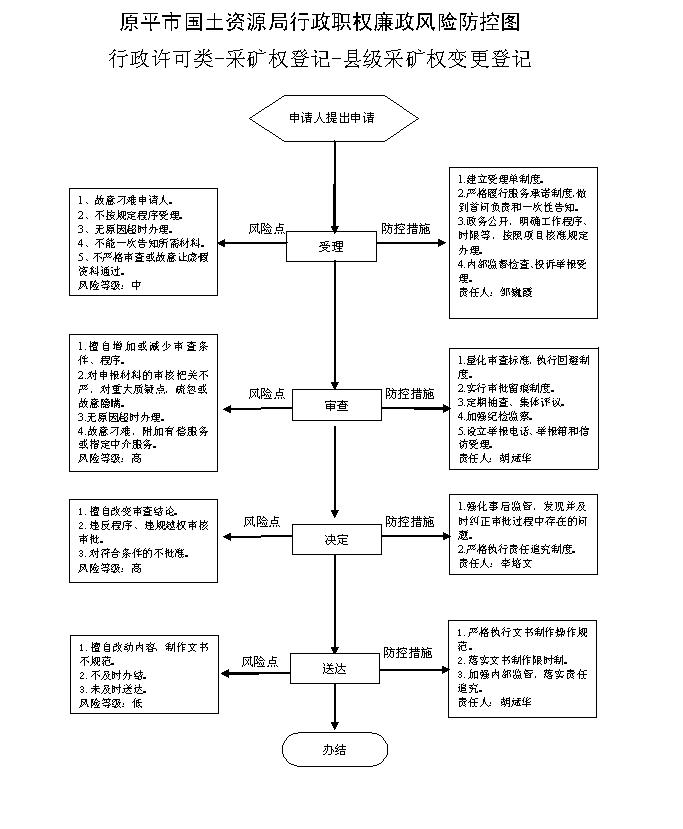 原平市国土资源局行政职权廉政风险防控图
行政许可类-采矿权登记-县级采矿权变更登记
申请人提出申请
1、故意刁难申请人。
2、不按规定程序受理。
3、无原因超时办理。
4、不能一次告知所需材料。
5、不严格审查或故意让虚假
资料通过。
风险等级：中
风险点
受理
防控措施
1.建立受理单制度。
2.严格履行服务承诺制度,做
到首问负责和一次性告知。
3.政务公开，明确工作程序、
时限等，按照项目核准规定
办理。
4.内部监督检查、投诉举报受
理。
责任人：邹巍霞
1.擅自增加或减少审查条
件、程序。
2.对申报材料的审核把关不
严，对重大质疑点，疏忽或
故意隐瞒。
3.无原因超时办理。
4.故意刁难，附加有偿服务
或指定中介服务。
风险等级：高
风险点
审查
防控措施
1.量化审查标准，执行回避制
度。
2.实行审批留痕制度。
3.定期抽查、集体评议。
4.加强纪检监察。
5.设立举报电话、举报箱和信
访受理。
责任人：胡斌华
1.擅自改变审查结论。
2.违反程序、违规越权审核
审批。
3.对符合条件的不批准。
风险等级：高
风险点
决定
防控措施
1.强化事后监管，发现并及
时纠正审批过程中存在的问
题。
2.严格执行责任追究制度。
责任人：李培文
1.擅自改动内容，制作文书
不规范。
2.不及时办结。
3.未及时送达。
风险等级：低
风险点
送达
防控措施
1.严格执行文书制作操作规
范。
2.落实文书制作限时制。
3.加强内部监管，落实责任
追究。
责任人：胡斌华
办结